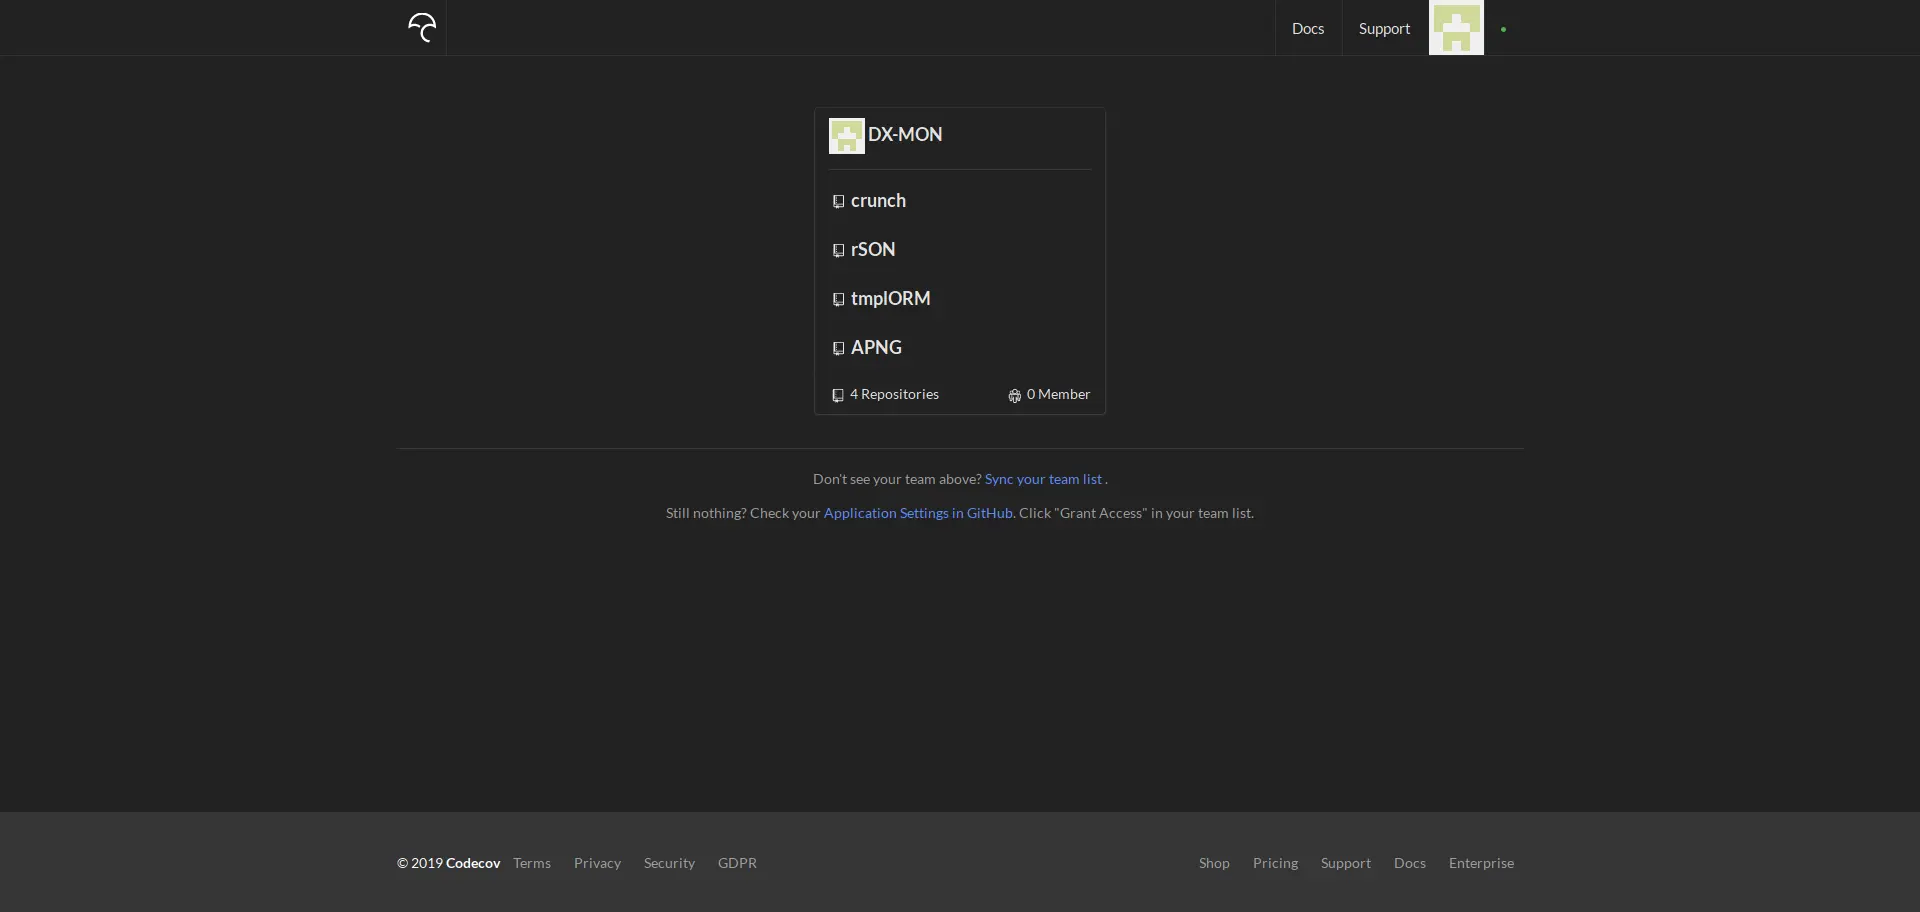 Docs Support
DX-MON
crunch
rSON
tmplORM
APNG
4 Repositories 0 Member
Don't see your team above? Sync your team list .
Still nothing? Check your Application Settings in GitHub. Click "Grant Access" in your team list.
© 2019 Codecov Terms Privacy Security GDPR Shop Pricing Support Docs Enterprise